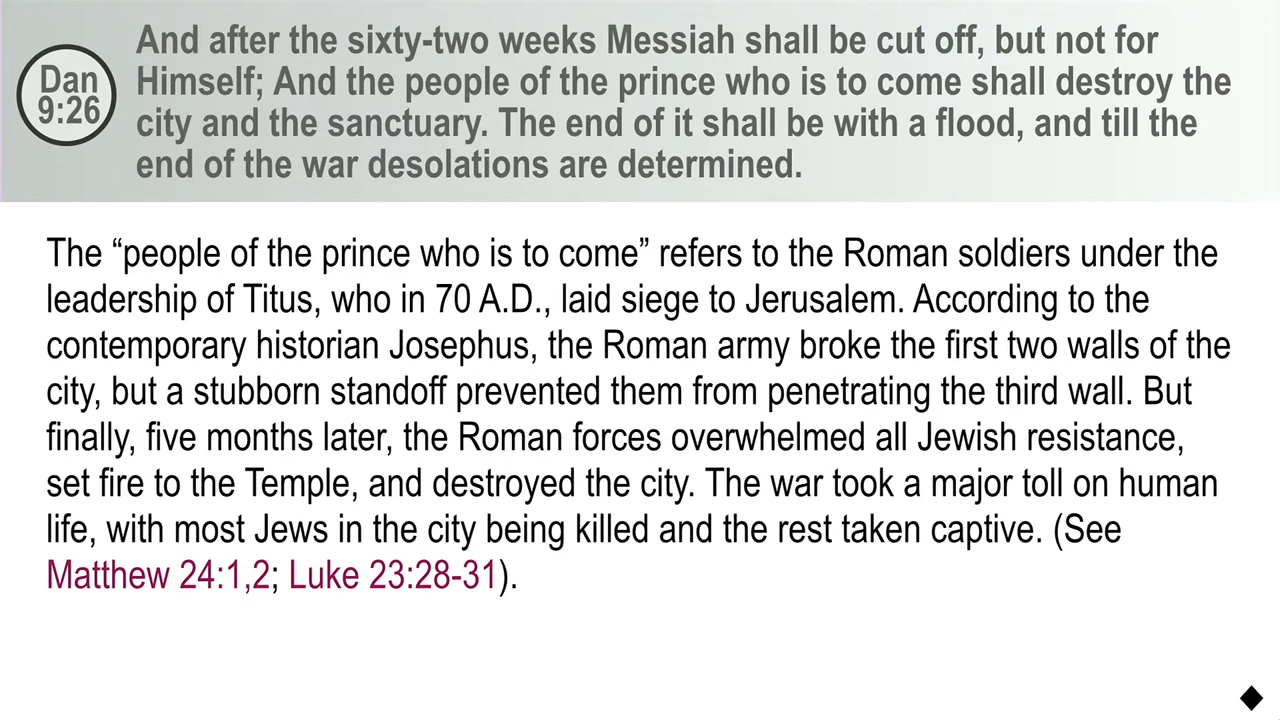 Dan
9:26
And after the sixty-two weeks Messiah shall be cut off, but not for
Himself; And the people of the prince who is to come shall destroy the
city and the sanctuary. The end of it shall be with a flood, and till the
end of the war desolations are determined.
The “people of the prince who is to come” refers to the Roman soldiers under the
leadership of Titus, who in 70 A.D., laid siege to Jerusalem. According to the
contemporary historian Josephus, the Roman army broke the first two walls of the
city, but a stubborn standoff prevented them from penetrating the third wall. But
finally, five months later, the Roman forces overwhelmed all Jewish resistance,
set fire to the Temple, and destroyed the city. The war took a major toll on human
life, with most Jews in the city being killed and the rest taken captive. (See
Matthew 24:1,2; Luke 23:28-31).